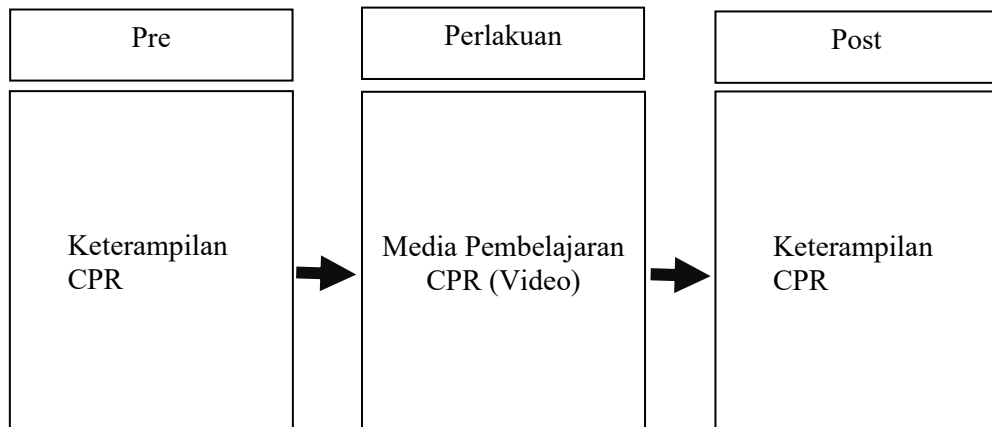 Pre
Perlakuan
Post
Keterampilan
CPR
Media Pembelajaran
CPR (Video)
Keterampilan
CPR